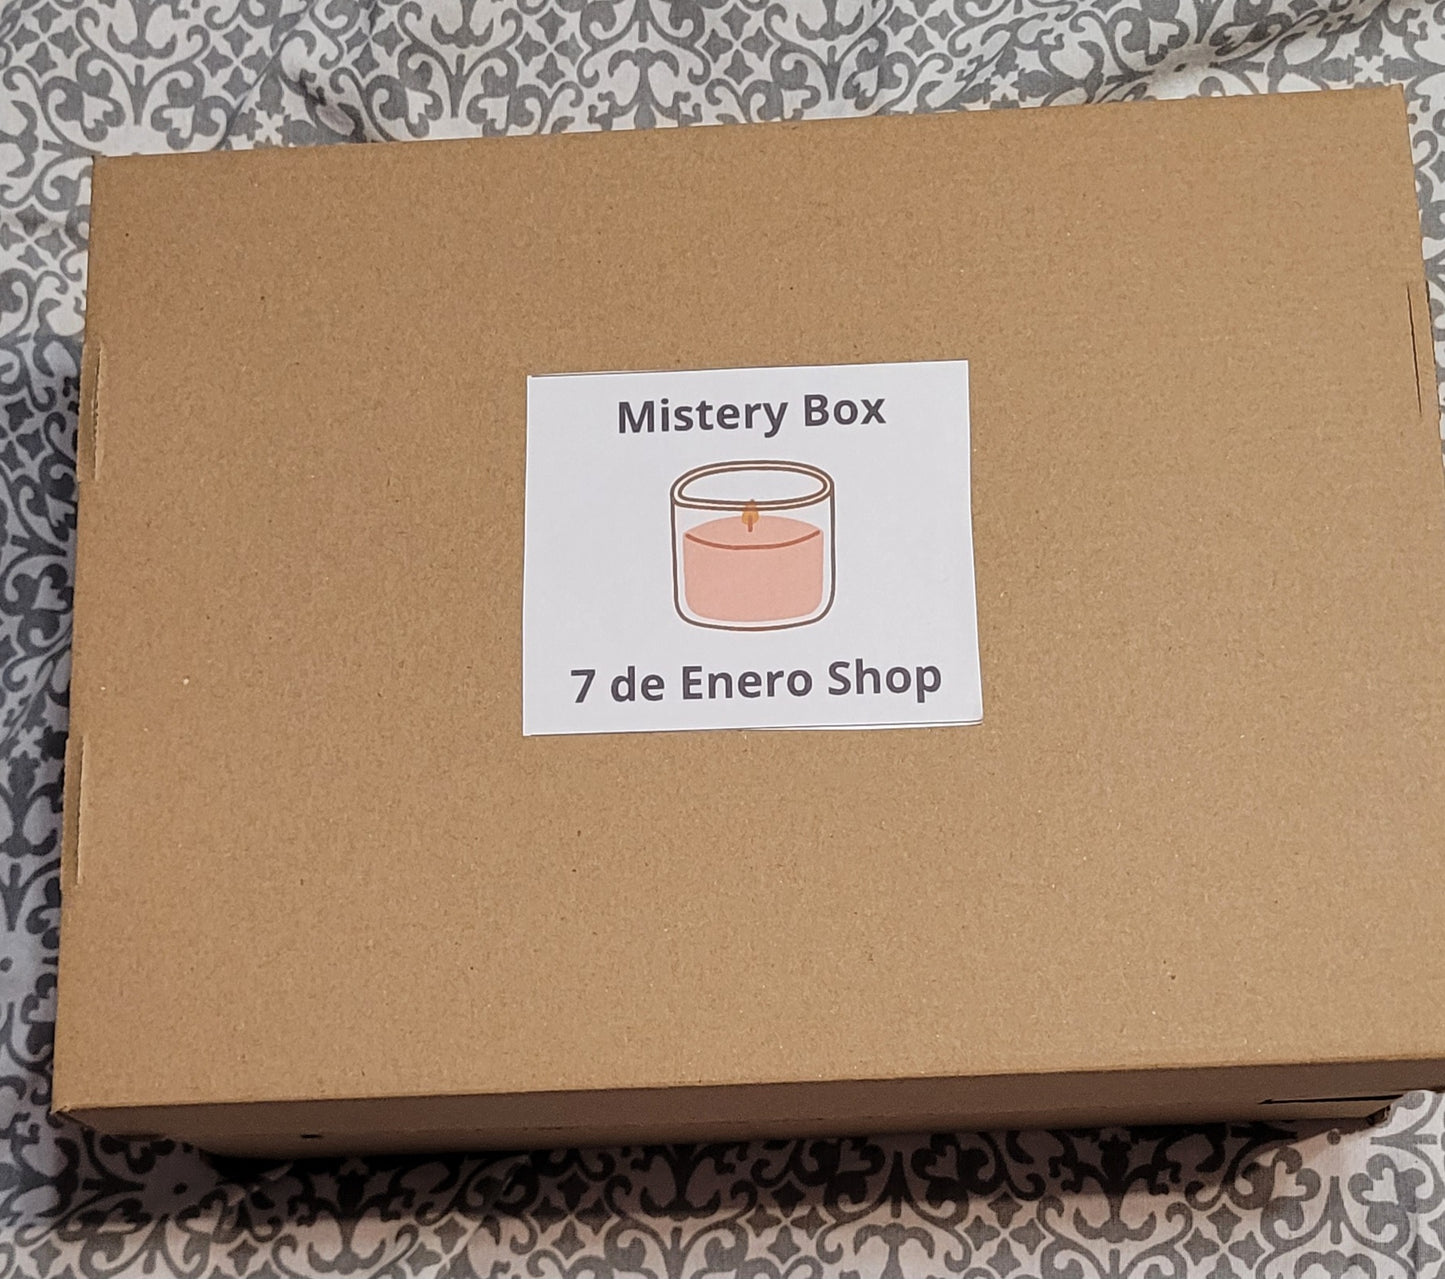 Mistery Box
7 de Enero Shop